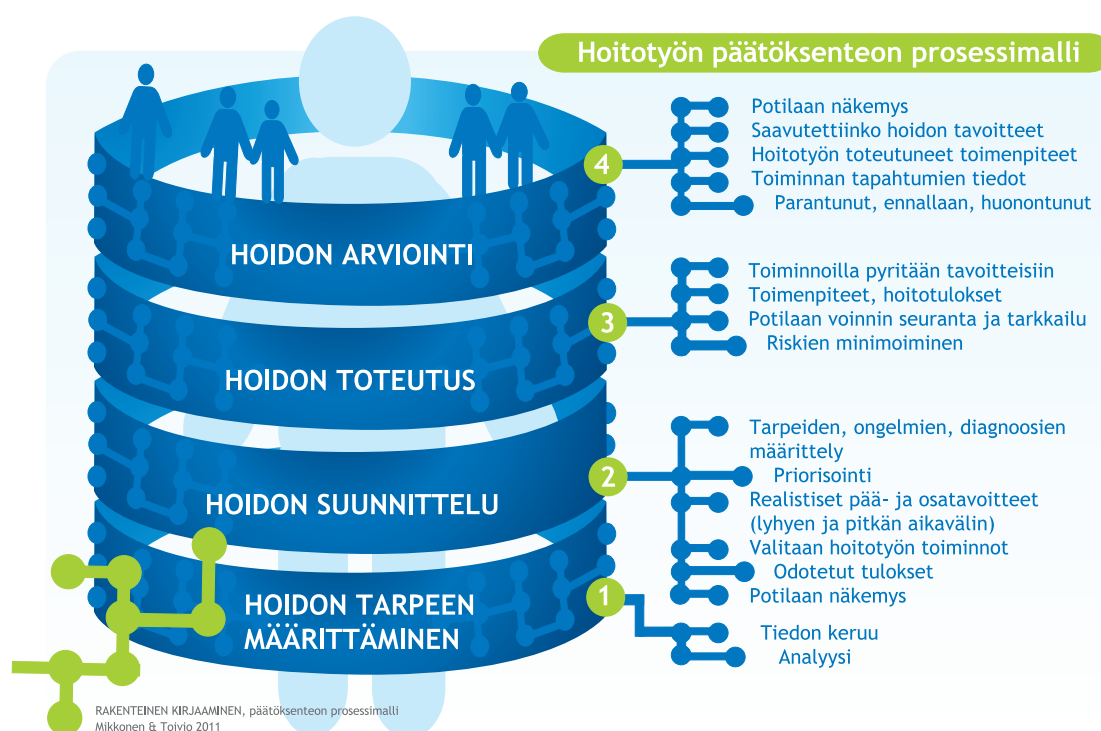 Hoitotyön päätöksenteon prosessimalli
4
Potilaan näkemys
Saavutettiinko hoidon tavoitteet
Hoitotyön toteutuneet toimenpiteet
Toiminnan tapahtumien tiedot
Parantunut, ennallaan, huonontunut
HOIDON ARVIOINTI
3
Toiminnoilla pyritään tavoitteisiin
Toimenpiteet, hoitotulokset
Potilaan voinnin seuranta ja tarkkailu
Riskien minimoiminen
HOIDON TOTEUTUS
2
Tarpeiden, ongelmien, diagnoosien
määrittely
Priorisointi
Realistiset pää- ja osatavoitteet
(lyhyen ja pitkän aikavälin)
Valitaan hoitotyön toiminnot
Odotetut tulokset
Potilaan näkemys
HOIDON SUUNNITTELU
1
Tiedon keruu
Analyysi
HOIDON TARPEEN
MÄÄRITTÄMINEN
RAKENTEINEN KIRJAAMINEN, päätöksenteon prosessimalli
Mikkonen & Toivio 2011